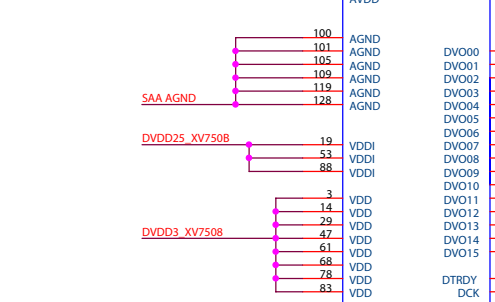 AVDD
100 AGND
101 AGND DVO00
105 AGND DVO01
109 AGND DVO02
119 AGND DVO03
SAA AGND 128 AGND DVO04
DVO05
DVO06
DVDD25_XV750B 19 VDDI DVO07
53 VDDI DVO08
88 VDDI DVO09
DVO10
3 VDD DVO11
14 VDD DVO12
29 VDD DVO13
DVDD3_XV7508 47 VDD DVO14
61 VDD DVO15
68 VDD
78 VDD DTRDY
83 VDD DCK